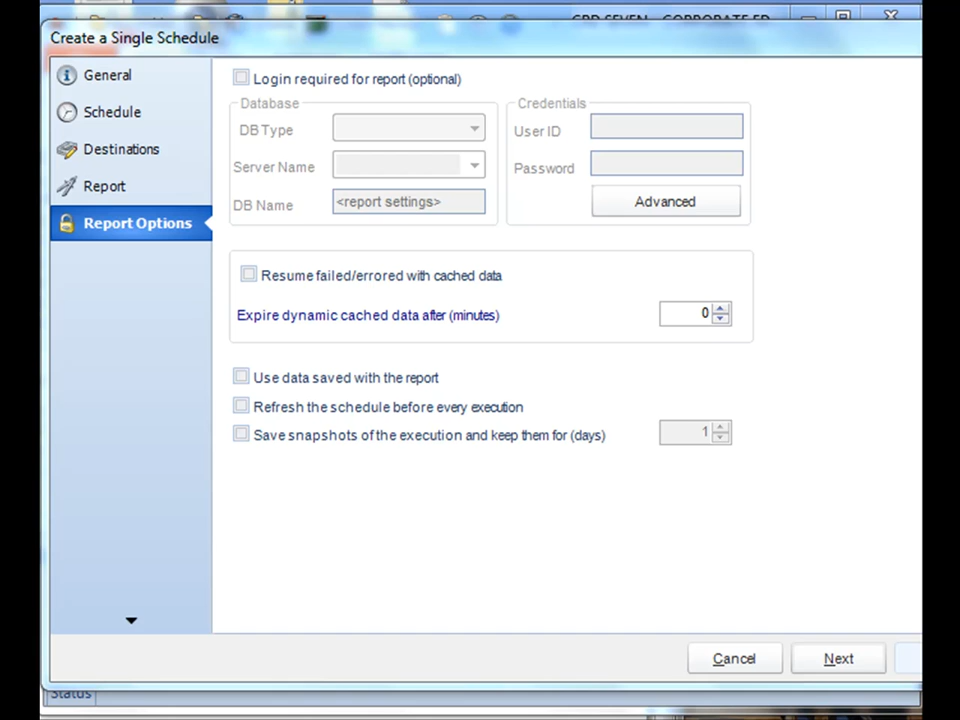 Create a Single Schedule
General
Schedule
Destinations
Report
Report Options
Login required for report (optional)
Database
DB Type
Server Name
DB Name
<report settings>
Credentials
User ID
Password
Advanced
Resume failed/errored with cached data
Expire dynamic cached data after (minutes)
0
Use data saved with the report
Refresh the schedule before every execution
Save snapshots of the execution and keep them for (days)
1
Cancel
Next
Status